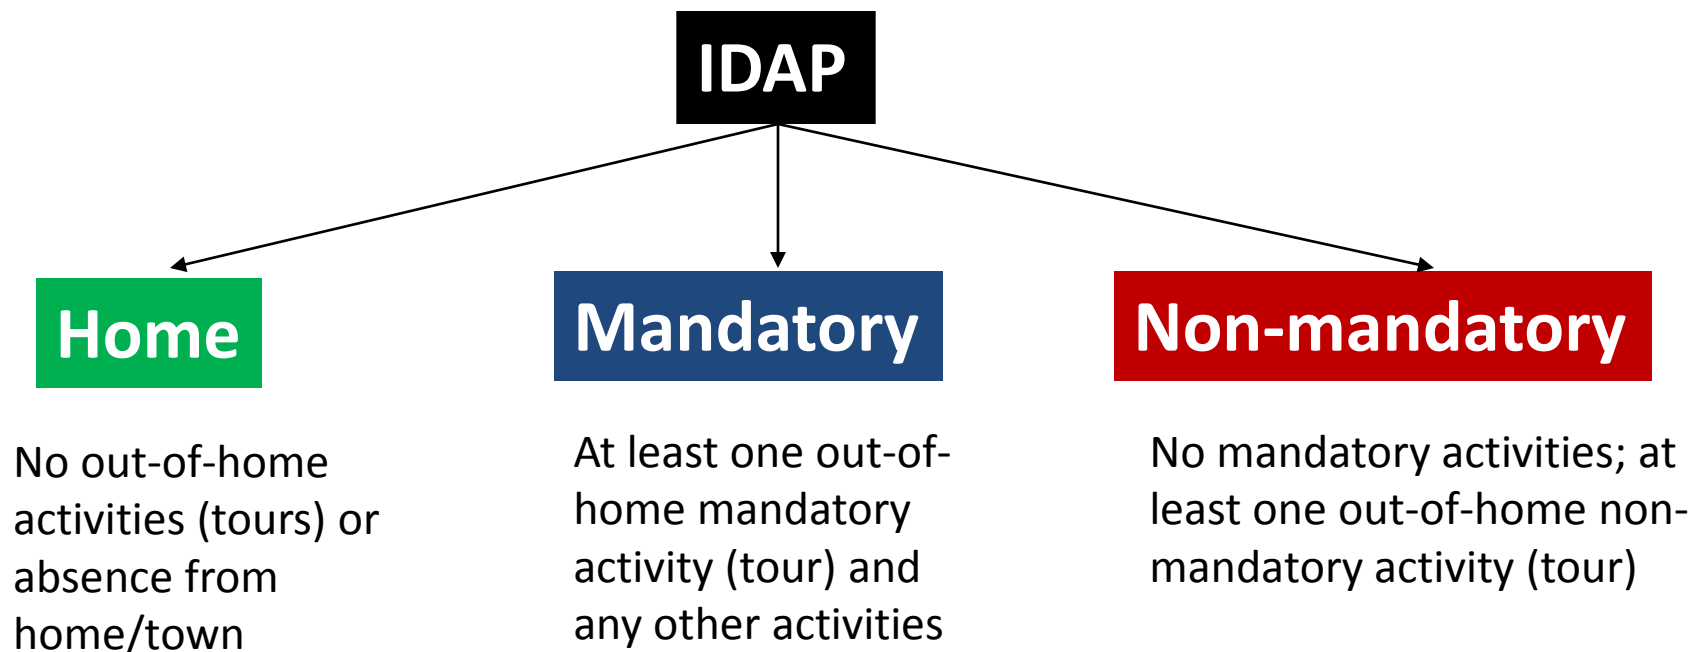 IDAP
Home
Mandatory
Non-mandatory
No out-of-home
activities (tours) or
absence from
home/town
At least one out-of-
home mandatory
activity (tour) and
any other activities
No mandatory activities; at
least one out-of-home non-
mandatory activity (tour)